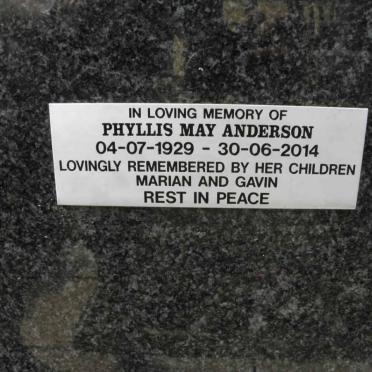 IN LOVING MEMORY OF
PHYLLIS MAY ANDERSON
04-07-1929 - 30-06-2014
LOVINGLY REMEMBERED BY HER CHILDREN
MARIAN AND GAVIN
REST IN PEACE